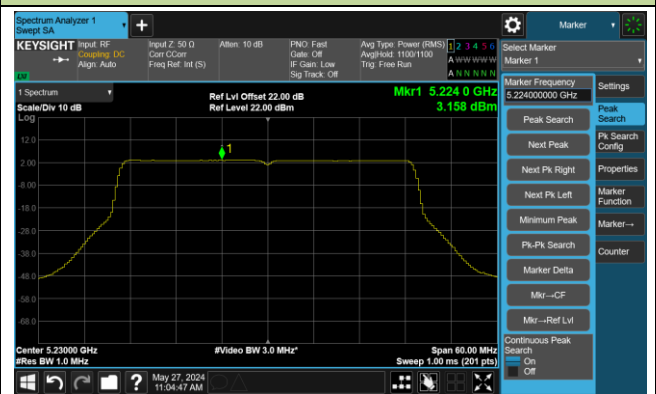 Spectrum Analyzer 1
Swept SA
Marker
KEYSIGHT
Input: RF
Coupling: DC
Align: Auto
Input Z: 50 Ω
Corr CCorr
Freq Ref: Int (S)
Atten: 10 dB
PNO: Fast
Gate: Off
IF Gain: Low
Sig Track: Off
Avg Type: Power (RMS)
Avg|Hold: 1100/1100
Trig: Free Run
1 2 3 4 5 6
A W W W W W
A N N N N N
LXI
Select Marker
Marker 1
1 Spectrum
Scale/Div 10 dB
Log
Ref Lvl Offset 22.00 dB
Ref Level 22.00 dBm
Mkr1 5.224 0 GHz
3.158 dBm
1
12.0
2.00
-8.00
-18.0
-28.0
-38.0
-48.0
-58.0
-68.0
Center 5.23000 GHz
#Res BW 1.0 MHz
#Video BW 3.0 MHz*
Span 60.00 MHz
Sweep 1.00 ms (201 pts)
Marker Frequency
5.224000000 GHz
Peak Search
Next Peak
Next Pk Right
Next Pk Left
Minimum Peak
Pk-Pk Search
Marker Delta
Mkr→CF
Mkr→Ref Lvl
Continuous Peak
Search
On
Off
Settings
Peak
Search
Pk Search
Config
Properties
Marker
Function
Marker→
Counter
?
May 27, 2024
11:04:47 AM